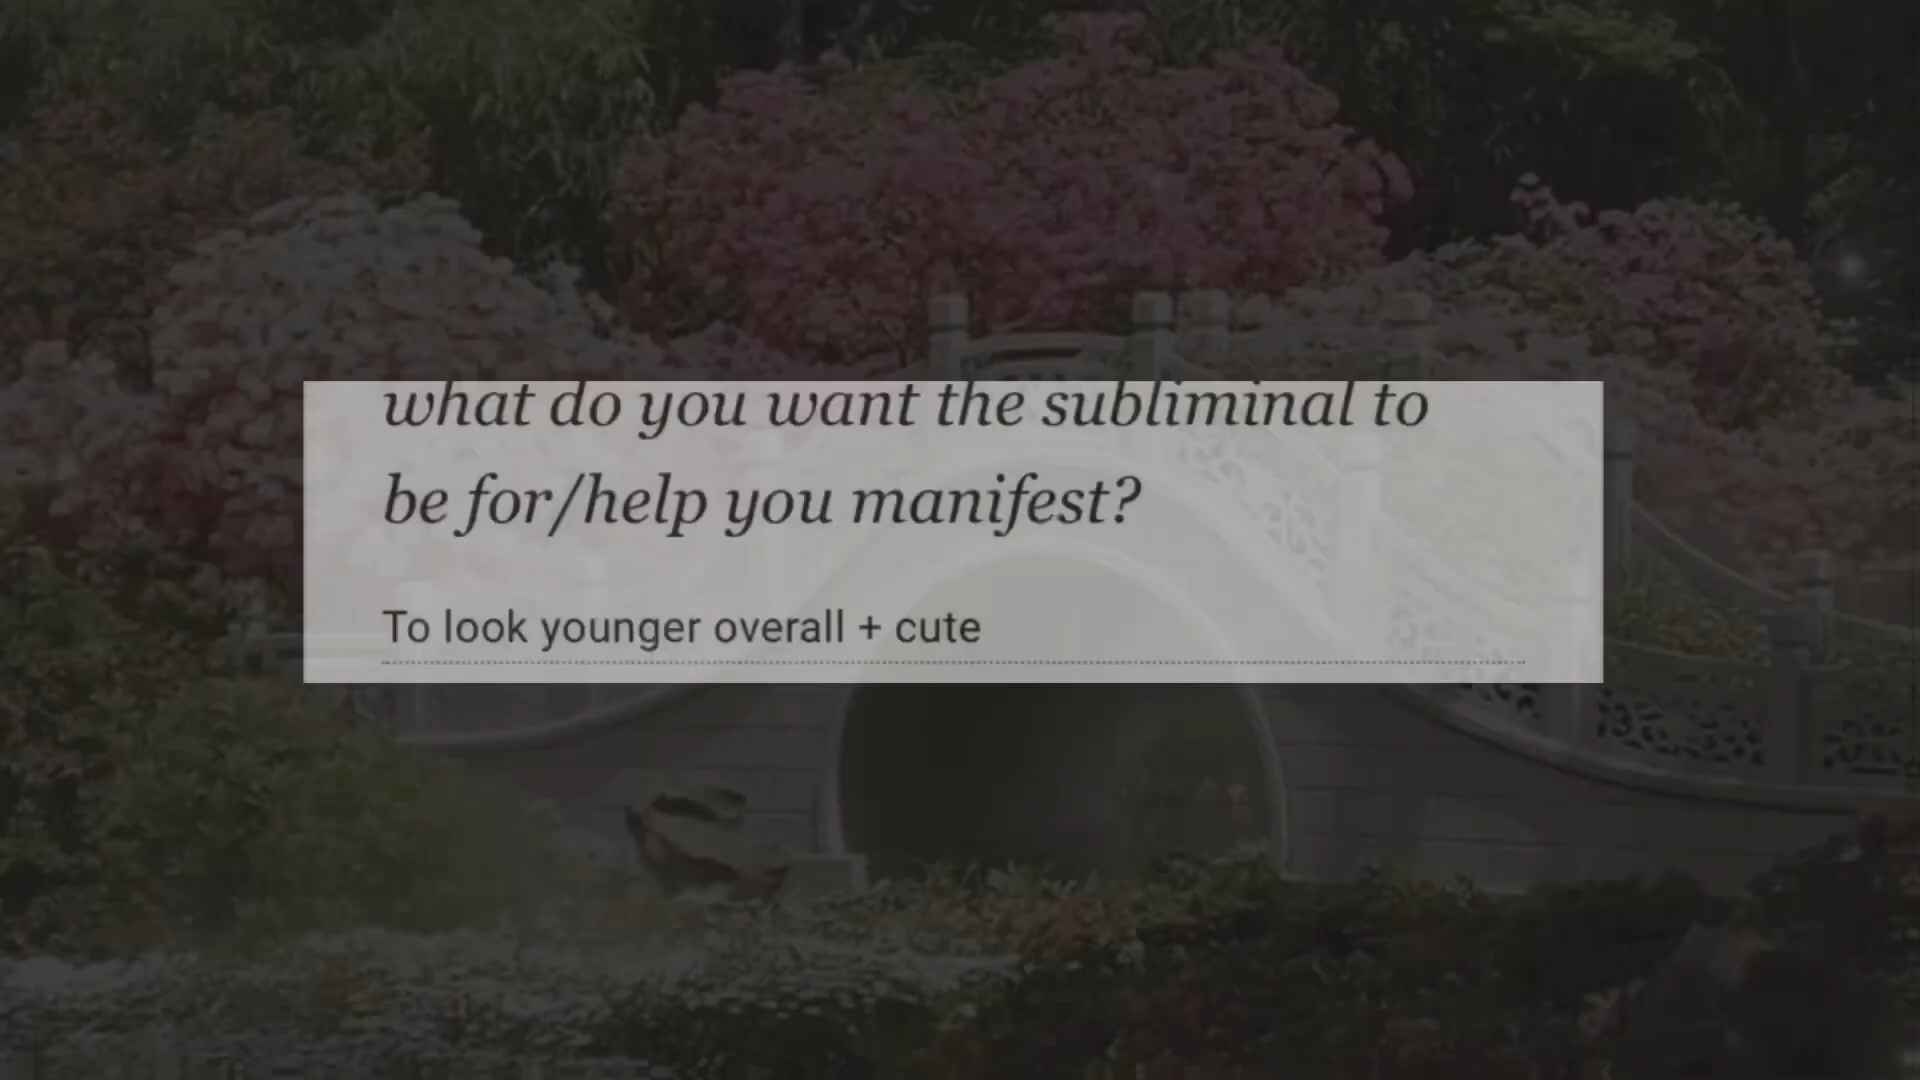 what do you want the subliminal to
be for/help you manifest?
To look younger overall + cute